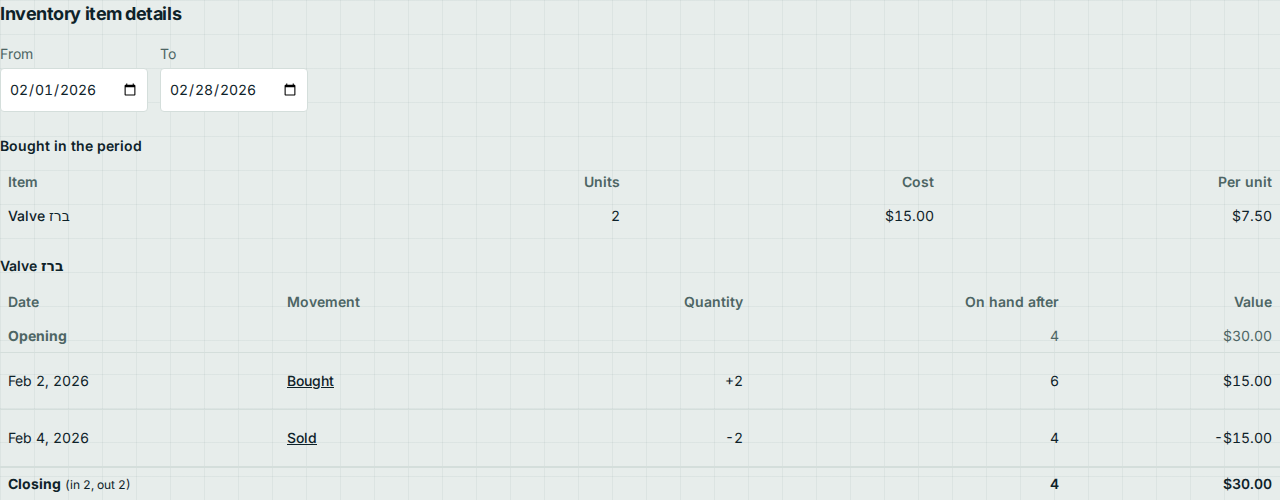 Inventory item details
From To
02/01/2026 02/28/2026
Bought in the period
Item Units Cost Per unit
Valve ברז 2 $15.00 $7.50
Valve ברז
Date Movement Quantity On hand after Value
Opening 4 $30.00
Feb 2, 2026 Bought +2 6 $15.00
Feb 4, 2026 Sold -2 4 -$15.00
Closing (in 2, out 2) 4 $30.00